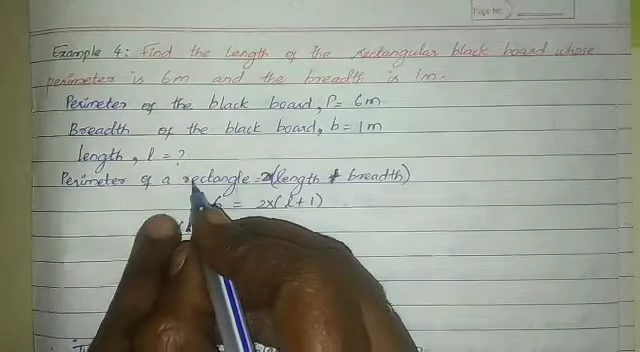 Page No.
Example 4: Find the length of the rectangular black board whose
perimeter is 6m and the breadth is 1m.
Perimeter of the black board, P = 6m
Breadth of the black board, b = 1m
length, l = ?
Perimeter of a rectangle = 2(length + breadth)
6 = 2x(l+1)